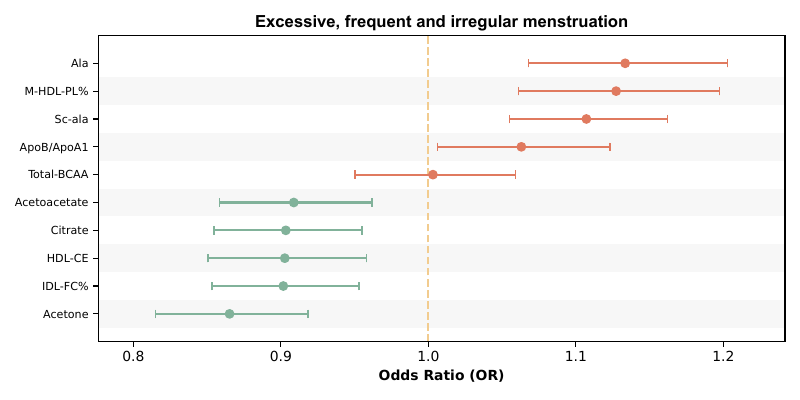 Excessive, frequent and irregular menstruation
Ala
M-HDL-PL%
Sc-ala
ApoB/ApoA1
Total-BCAA
Acetoacetate
Citrate
HDL-CE
IDL-FC%
Acetone
0.8 0.9 1.0 1.1 1.2
Odds Ratio (OR)